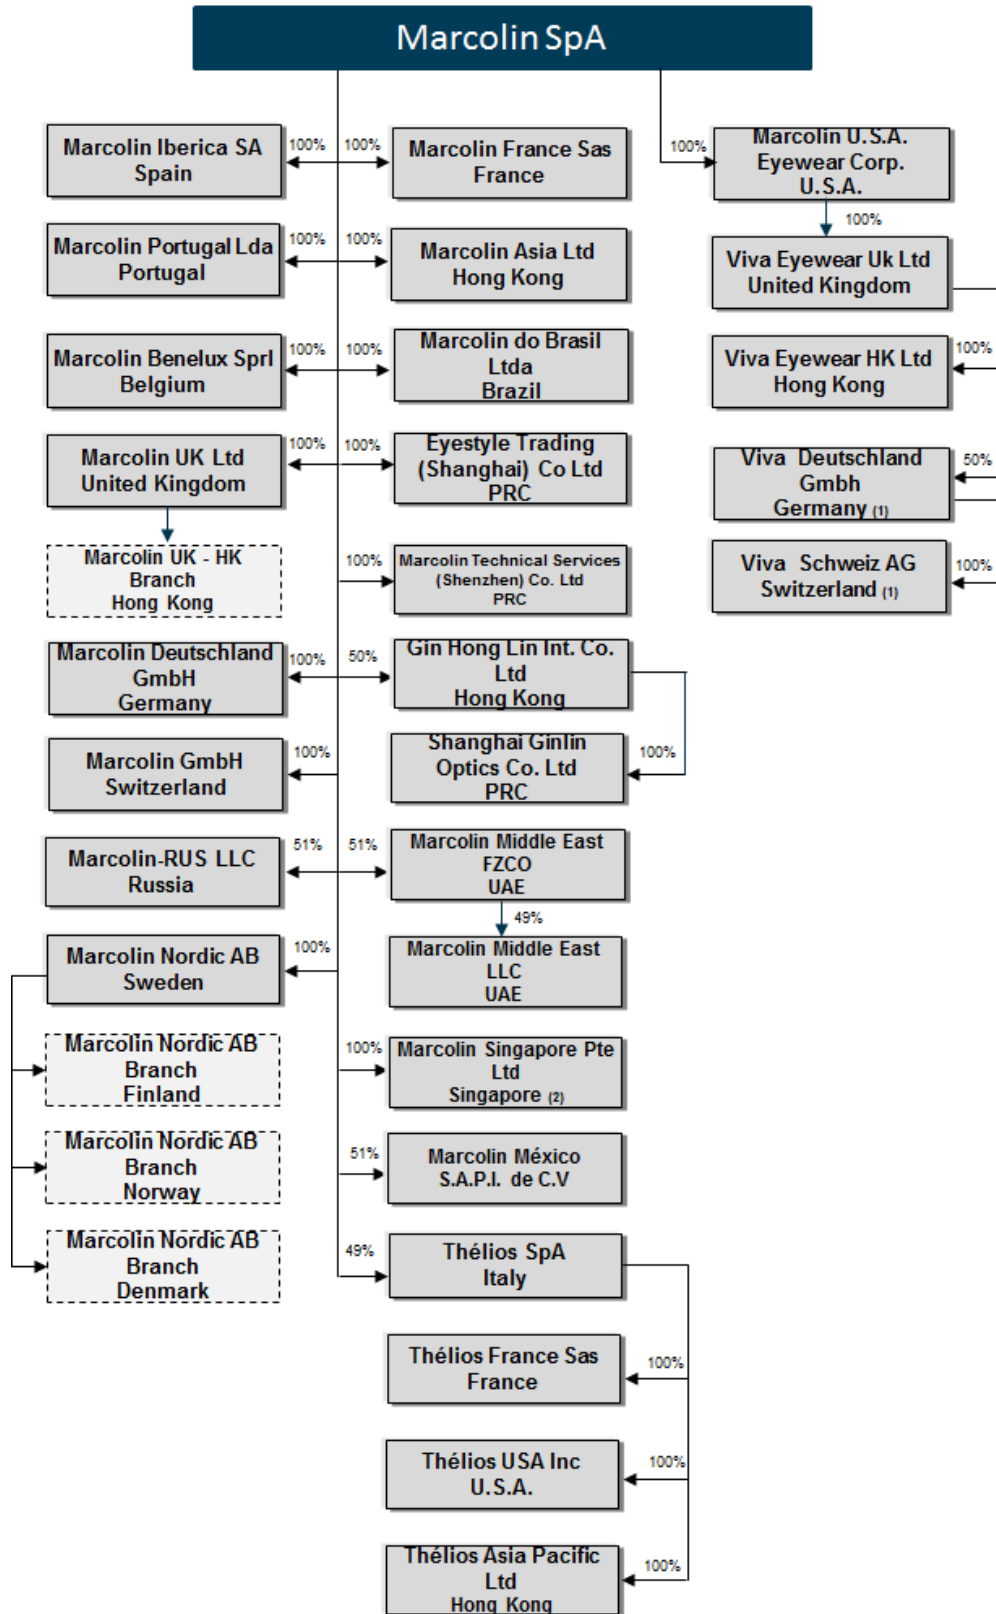 Marcolin SpA
100%
Marcolin Iberica SA
Spain
100%
Marcolin France Sas
France
100%
Marcolin U.S.A.
Eyewear Corp.
U.S.A.
100%
Marcolin Portugal Lda
Portugal
100%
100%
Marcolin Asia Ltd
Hong Kong
Viva Eyewear Uk Ltd
United Kingdom
Marcolin Benelux Sprl
Belgium
100%
100%
Marcolin do Brasil
Ltda
Brazil
Viva Eyewear HK Ltd
Hong Kong
100%
Marcolin UK Ltd
United Kingdom
100%
100%
Eyestyle Trading
(Shanghai) Co Ltd
PRC
Viva Deutschland
Gmbh
Germany (1)
50%
Marcolin UK - HK
Branch
Hong Kong
100%
Marcolin Technical Services
(Shenzhen) Co. Ltd
PRC
Viva Schweiz AG
Switzerland (1)
100%
Marcolin Deutschland
GmbH
Germany
100%
50%
Gin Hong Lin Int. Co.
Ltd
Hong Kong
Marcolin GmbH
Switzerland
100%
Shanghai Ginlin
Optics Co. Ltd
PRC
100%
Marcolin-RUS LLC
Russia
51%
51%
Marcolin Middle East
FZCO
UAE
49%
Marcolin Nordic AB
Sweden
100%
Marcolin Middle East
LLC
UAE
Marcolin Nordic AB
Branch
Finland
100%
Marcolin Singapore Pte
Ltd
Singapore (2)
Marcolin Nordic AB
Branch
Norway
51%
Marcolin México
S.A.P.I. de C.V
Marcolin Nordic AB
Branch
Denmark
49%
Thélios SpA
Italy
Thélios France Sas
France
100%
Thélios USA Inc
U.S.A.
100%
Thélios Asia Pacific
Ltd
Hong Kong
100%